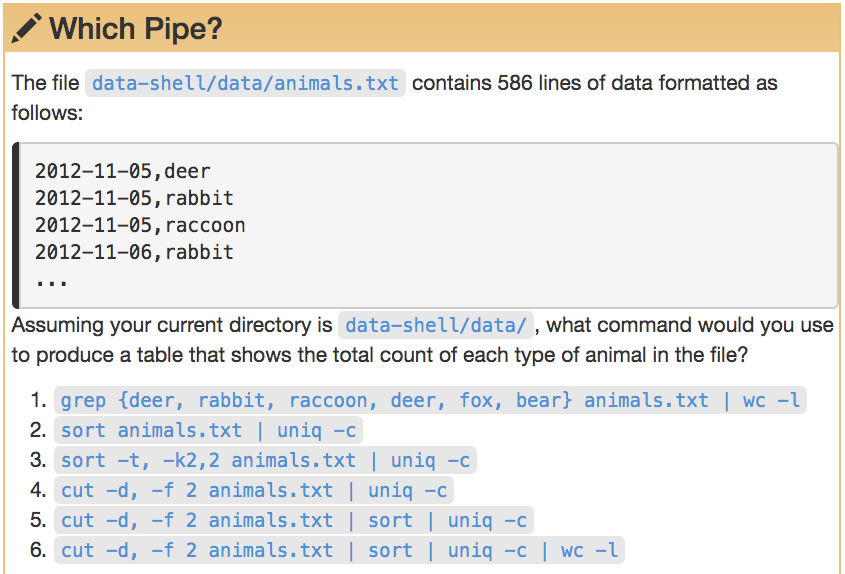 Which Pipe?
The file data-shell/data/animals.txt contains 586 lines of data formatted as
follows:
2012-11-05,deer
2012-11-05,rabbit
2012-11-05,raccoon
2012-11-06,rabbit
...
Assuming your current directory is data-shell/data/ , what command would you use
to produce a table that shows the total count of each type of animal in the file?
1. grep {deer, rabbit, raccoon, deer, fox, bear} animals.txt | wc -l
2. sort animals.txt | uniq -c
3. sort -t, -k2,2 animals.txt | uniq -c
4. cut -d, -f 2 animals.txt | uniq -c
5. cut -d, -f 2 animals.txt | sort | uniq -c
6. cut -d, -f 2 animals.txt | sort | uniq -c | wc -l